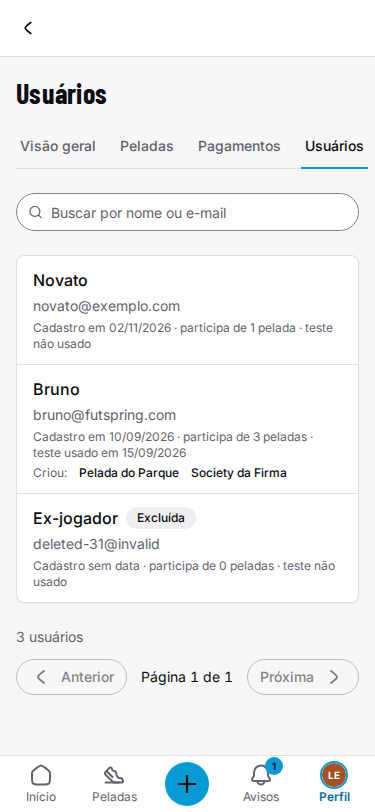 Usuários
Visão geral Peladas Pagamentos Usuários
Buscar por nome ou e-mail
Novato
novato@exemplo.com
Cadastro em 02/11/2026 · participa de 1 pelada · teste
não usado
Bruno
bruno@futspring.com
Cadastro em 10/09/2026 · participa de 3 peladas ·
teste usado em 15/09/2026
Criou: Pelada do Parque Society da Firma
Ex-jogador Excluída
deleted-31@invalid
Cadastro sem data · participa de 0 peladas · teste não
usado
3 usuários
Anterior Página 1 de 1 Próxima
1 LE
Início Peladas Avisos Perfil